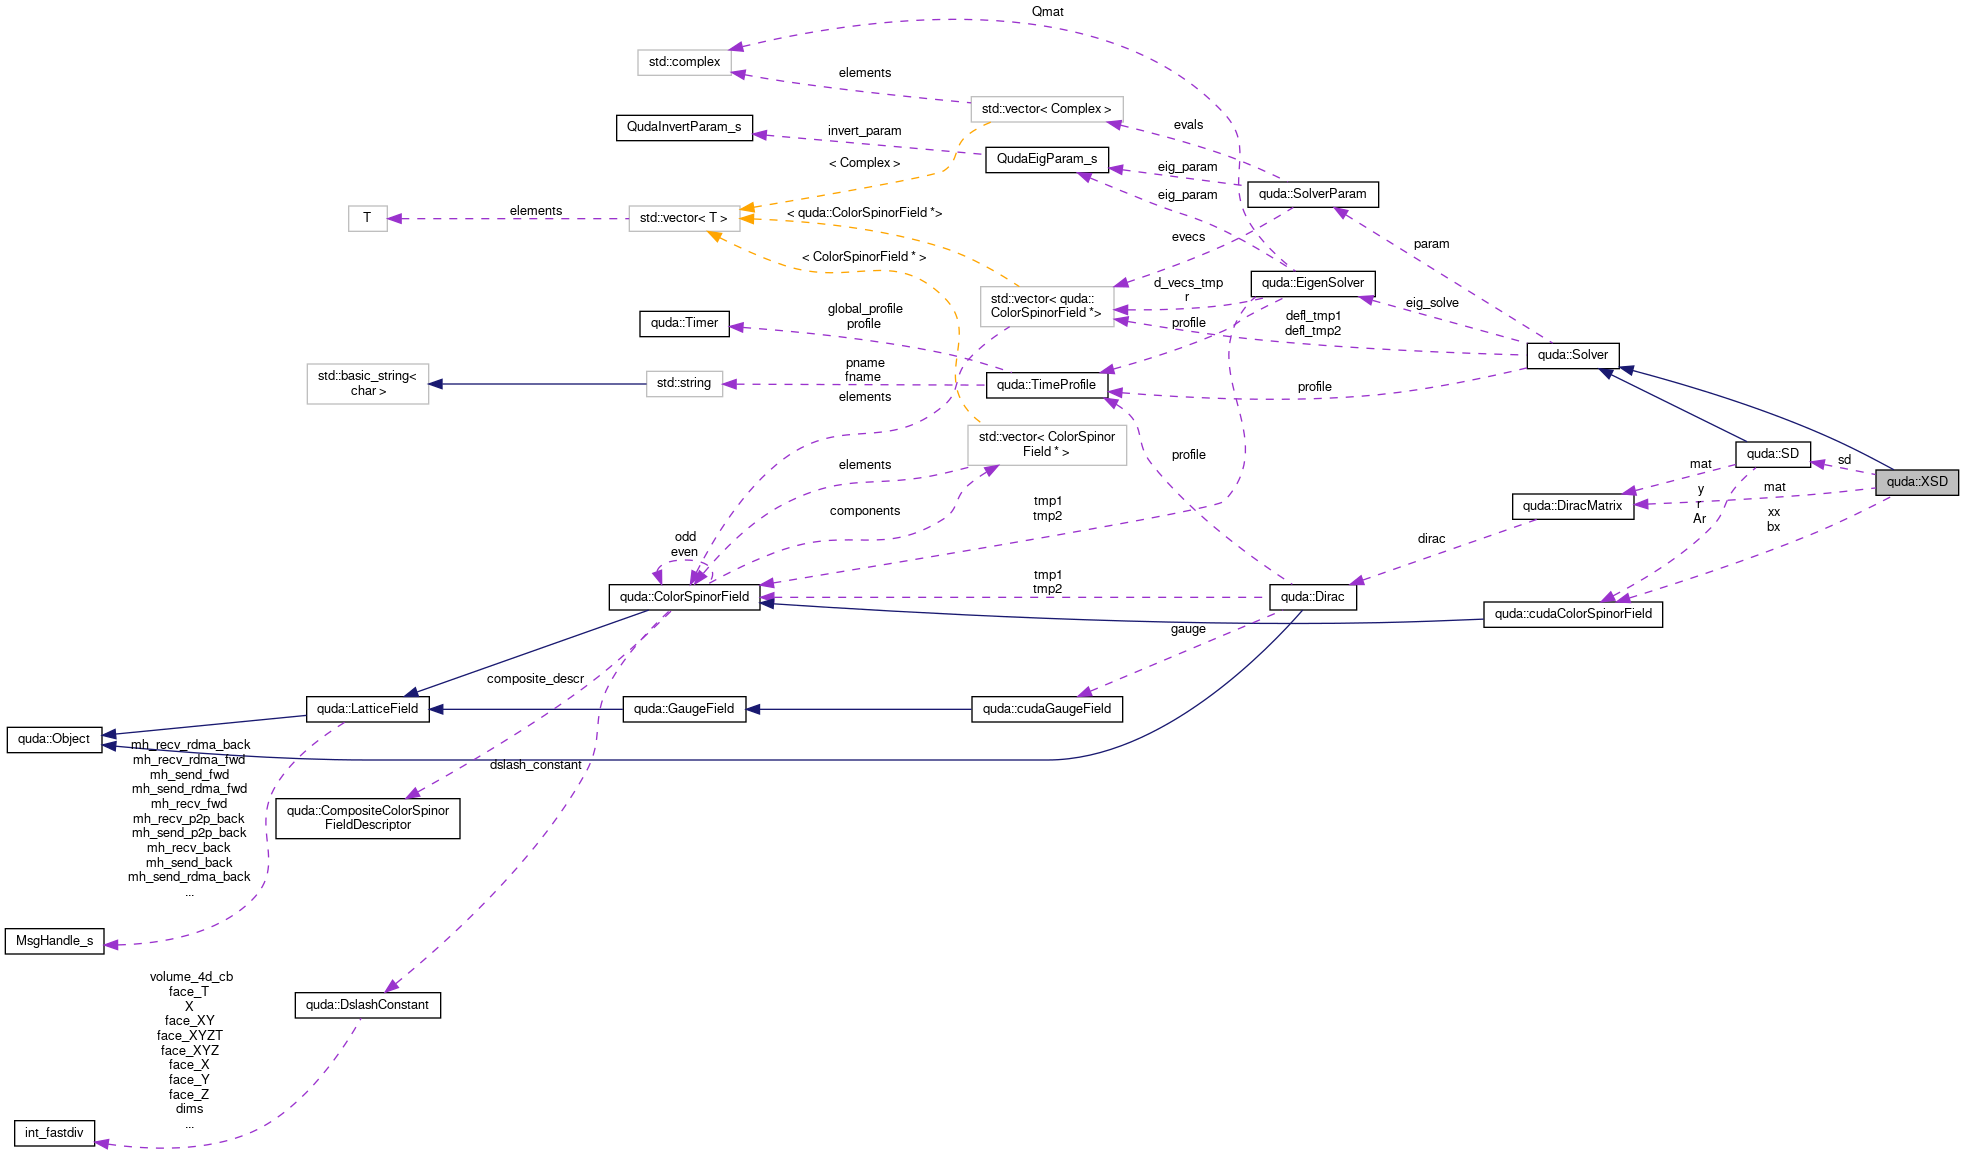 Qmat
std::complex
elements
std::vector< Complex >
QudaInvertParam_s
invert_param
evals
< Complex >
QudaEigParam_s
eig_param
eig_param
quda::SolverParam
T
elements
std::vector< T >
< quda::ColorSpinorField *>
evecs
param
< ColorSpinorField * >
d_vecs_tmp
r
quda::EigenSolver
std::vector< quda::
ColorSpinorField *>
eig_solve
global_profile
profile
quda::Timer
profile
defl_tmp1
defl_tmp2
quda::Solver
std::basic_string<
char >
std::string
pname
fname
quda::TimeProfile
profile
elements
std::vector< ColorSpinor
Field * >
profile
quda::SD
sd
quda::XSD
elements
mat
mat
components
tmp1
tmp2
quda::DiracMatrix
y
r
Ar
xx
bx
odd
even
dirac
tmp1
tmp2
quda::ColorSpinorField
quda::Dirac
quda::cudaColorSpinorField
gauge
composite_descr
quda::LatticeField
quda::GaugeField
quda::cudaGaugeField
quda::Object
mh_recv_rdma_back
mh_recv_rdma_fwd
mh_send_fwd
mh_send_rdma_fwd
mh_recv_fwd
mh_recv_p2p_back
mh_send_p2p_back
mh_recv_back
mh_send_back
mh_send_rdma_back
...
dslash_constant
quda::CompositeColorSpinor
FieldDescriptor
MsgHandle_s
volume_4d_cb
face_T
X
face_XY
face_XYZT
face_XYZ
face_X
face_Y
face_Z
dims
...
quda::DslashConstant
int_fastdiv